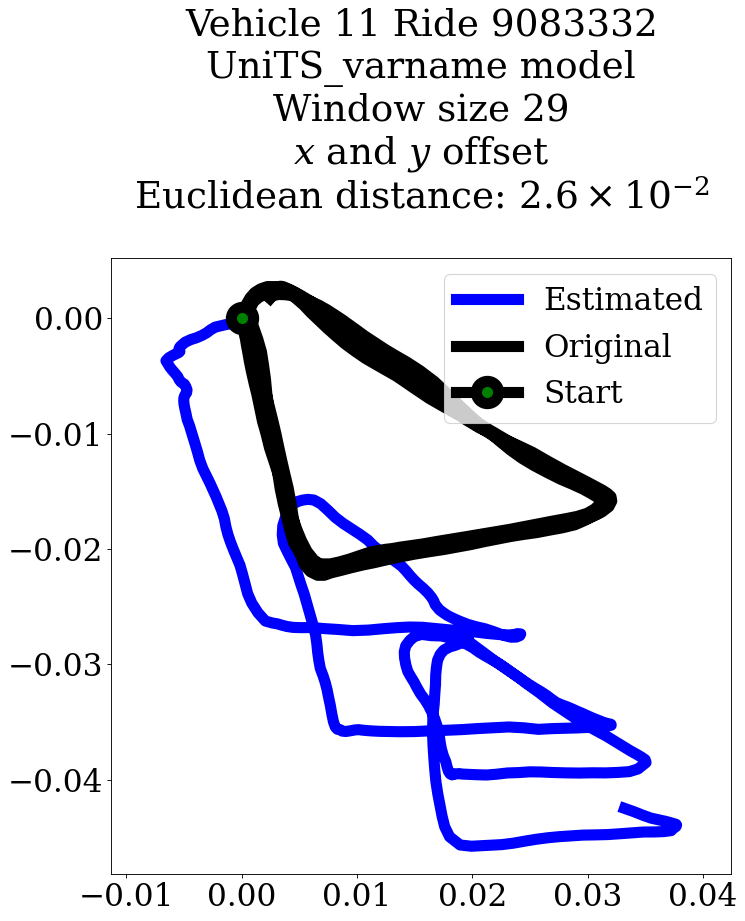 Vehicle 11 Ride 9083332
UniTS_varname model
Window size 29
x and y offset
Euclidean distance: 2.6 × 10⁻²
Estimated
Original
Start
0.00
−0.01
−0.02
−0.03
−0.04
−0.01 0.00 0.01 0.02 0.03 0.04